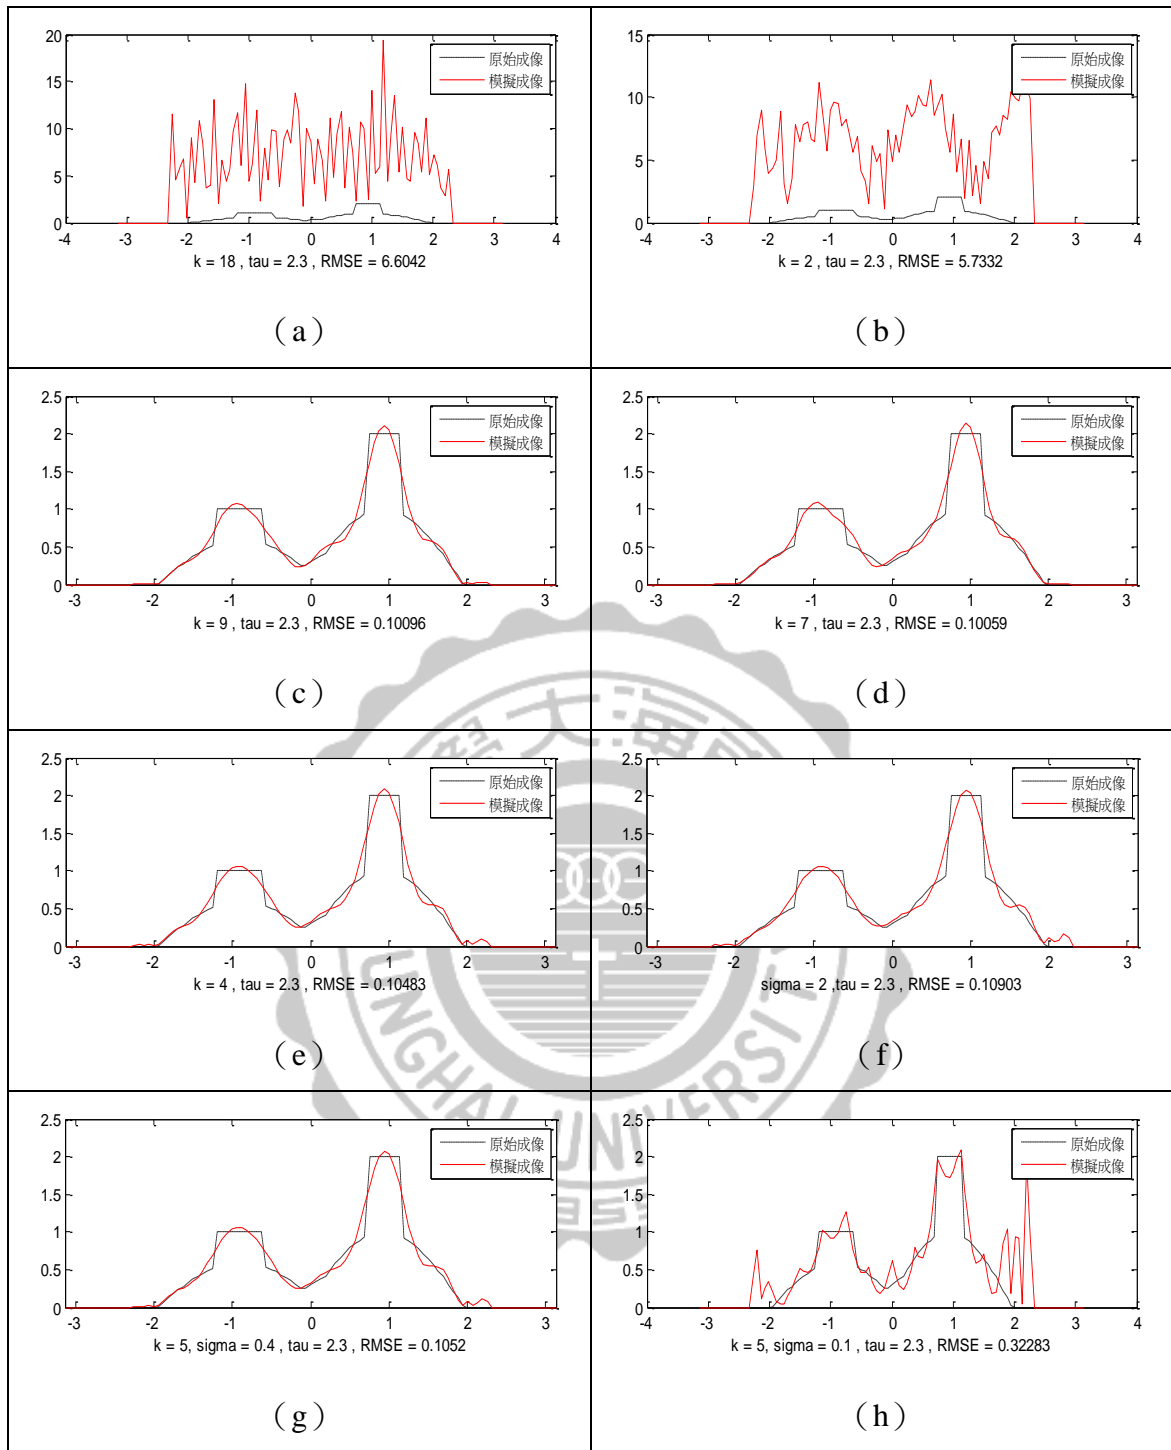 20
15
10
5
0
-4 -3 -2 -1 0 1 2 3 4
原始成像
模擬成像
k = 18 , tau = 2.3 , RMSE = 6.6042
(a)
15
10
5
0
-4 -3 -2 -1 0 1 2 3 4
原始成像
模擬成像
k = 2 , tau = 2.3 , RMSE = 5.7332
(b)
2.5
2
1.5
1
0.5
0
-3 -2 -1 0 1 2 3
原始成像
模擬成像
k = 9 , tau = 2.3 , RMSE = 0.10096
(c)
2.5
2
1.5
1
0.5
0
-3 -2 -1 0 1 2 3
原始成像
模擬成像
k = 7 , tau = 2.3 , RMSE = 0.10059
(d)
2.5
2
1.5
1
0.5
0
-3 -2 -1 0 1 2 3
原始成像
模擬成像
k = 4 , tau = 2.3 , RMSE = 0.10483
(e)
2.5
2
1.5
1
0.5
0
-3 -2 -1 0 1 2 3
原始成像
模擬成像
sigma = 2 ,tau = 2.3 , RMSE = 0.10903
(f)
2.5
2
1.5
1
0.5
0
-3 -2 -1 0 1 2 3
原始成像
模擬成像
k = 5, sigma = 0.4 , tau = 2.3 , RMSE = 0.1052
(g)
2.5
2
1.5
1
0.5
0
-4 -3 -2 -1 0 1 2 3 4
原始成像
模擬成像
k = 5, sigma = 0.1 , tau = 2.3 , RMSE = 0.32283
(h)